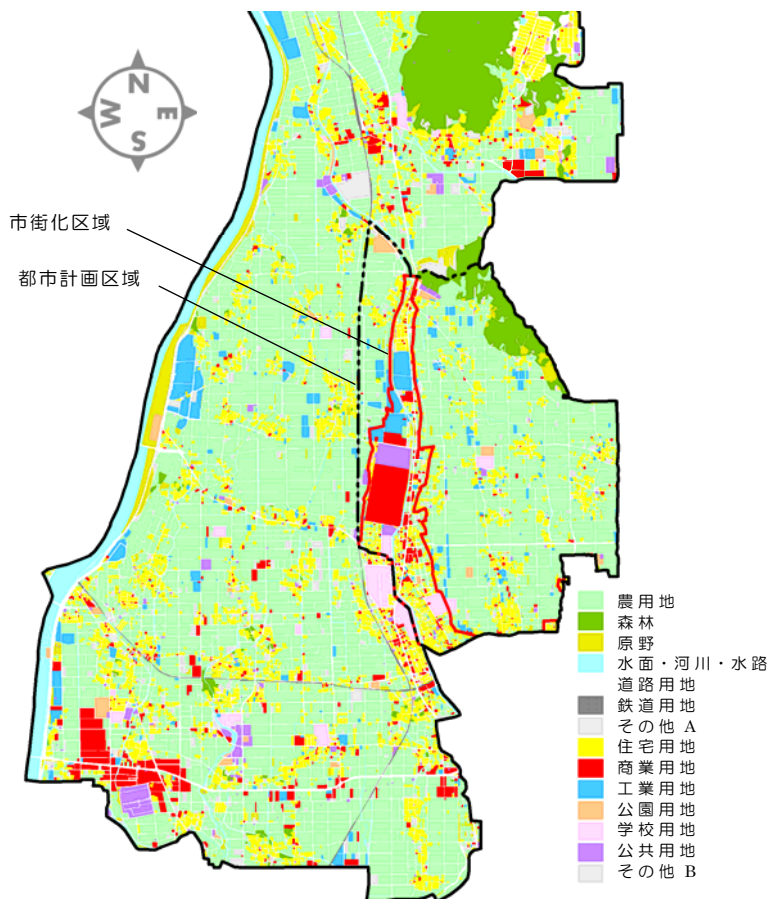 N
W
E
S
市街化区域
都市計画区域
農用地
森林
原野
水面・河川・水路
道路用地
鉄道用地
その他 A
住宅用地
商業用地
工業用地
公園用地
学校用地
公共用地
その他 B